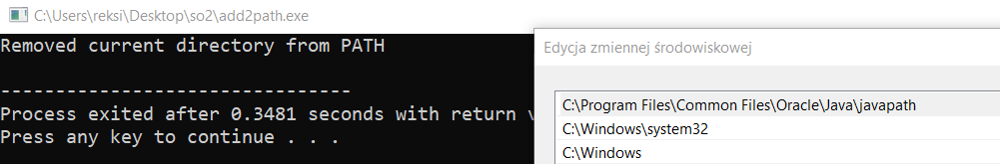 C:\Users\reksi\Desktop\so2\add2path.exe
Removed current directory from PATH
--------------------------------
Process exited after 0.3481 seconds with return
Press any key to continue . . .
Edycja zmiennej środowiskowej
C:\Program Files\Common Files\Oracle\Java\javapath
C:\Windows\system32
C:\Windows